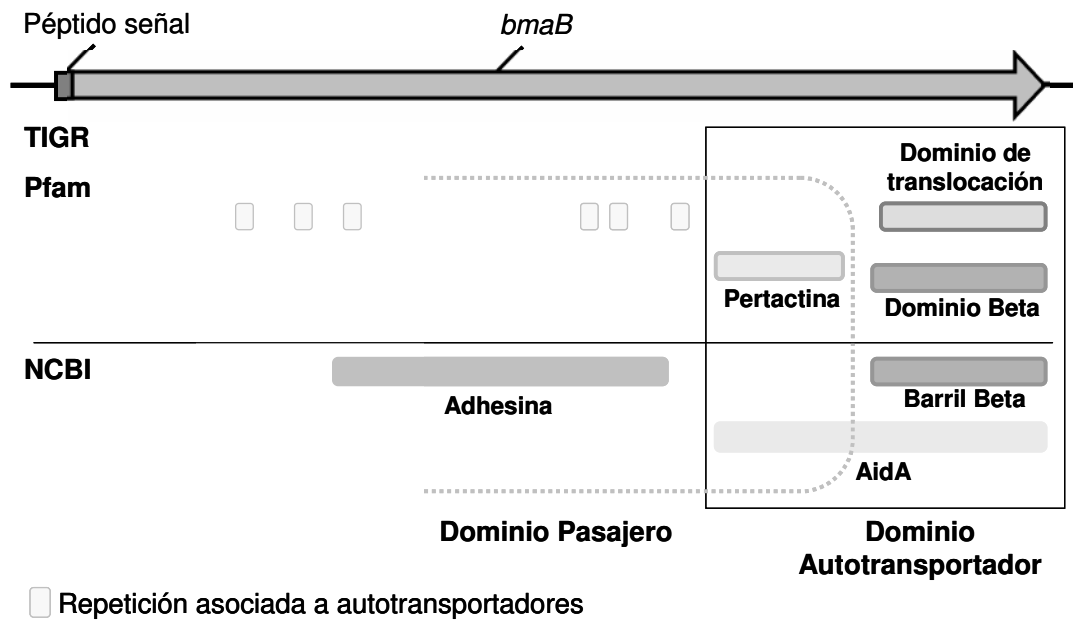 Péptido señal
bmaB
TIGR
Pfam
Dominio de
translocación
Pertactina
Dominio Beta
NCBI
Adhesina
Barril Beta
AidA
Dominio Pasajero
Dominio
Autotransportador
Repetición asociada a autotransportadores